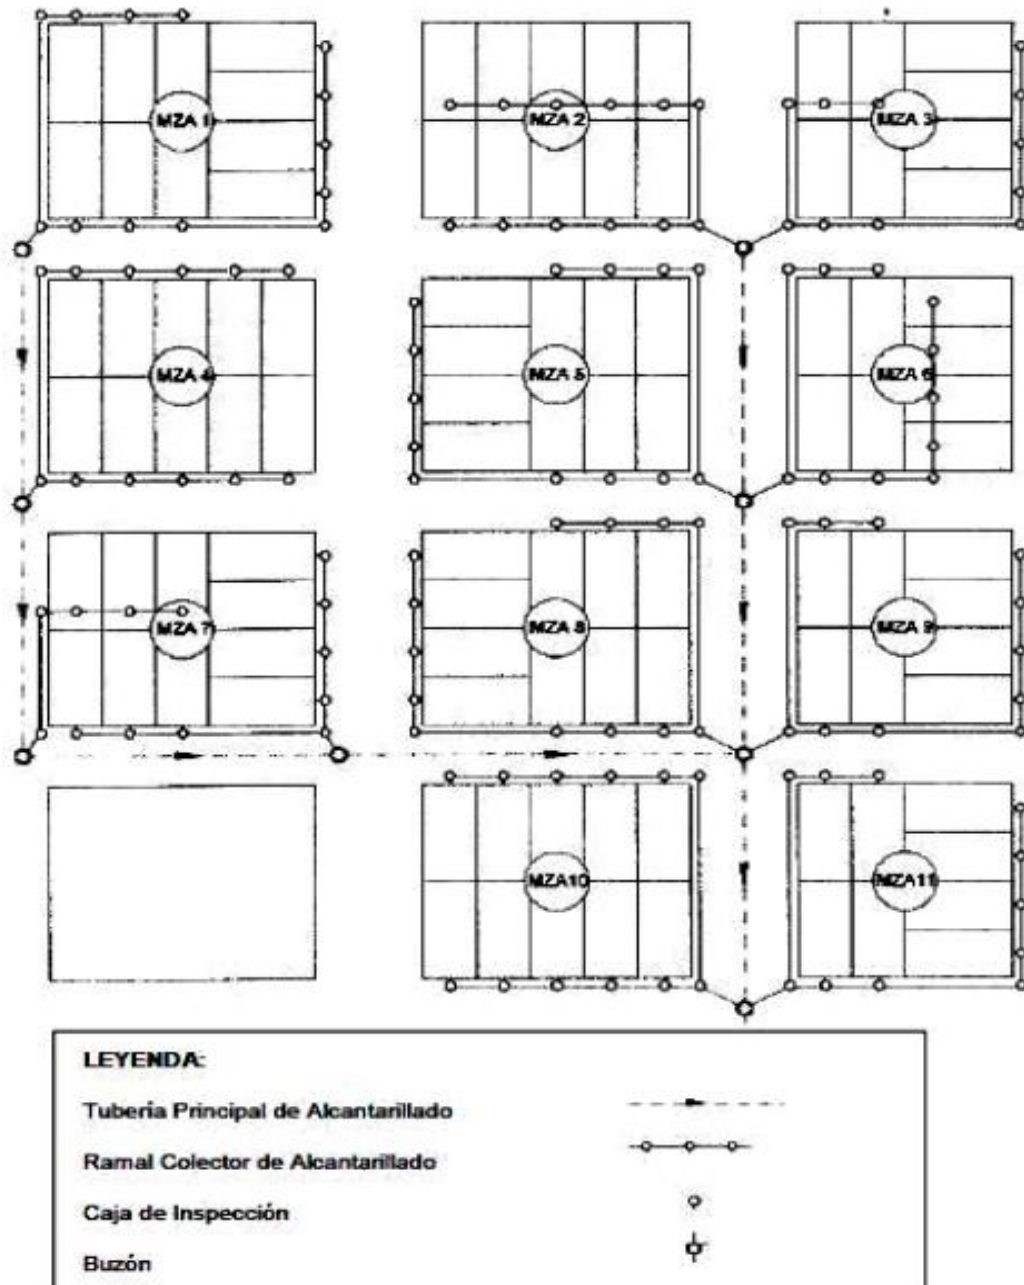 MZA 1
MZA 2
MZA 3
MZA 4
MZA 5
MZA 6
MZA 7
MZA 8
MZA 9
MZA10
MZA11
LEYENDA:
Tubería Principal de Alcantarillado
Ramal Colector de Alcantarillado
Caja de Inspección
Buzón